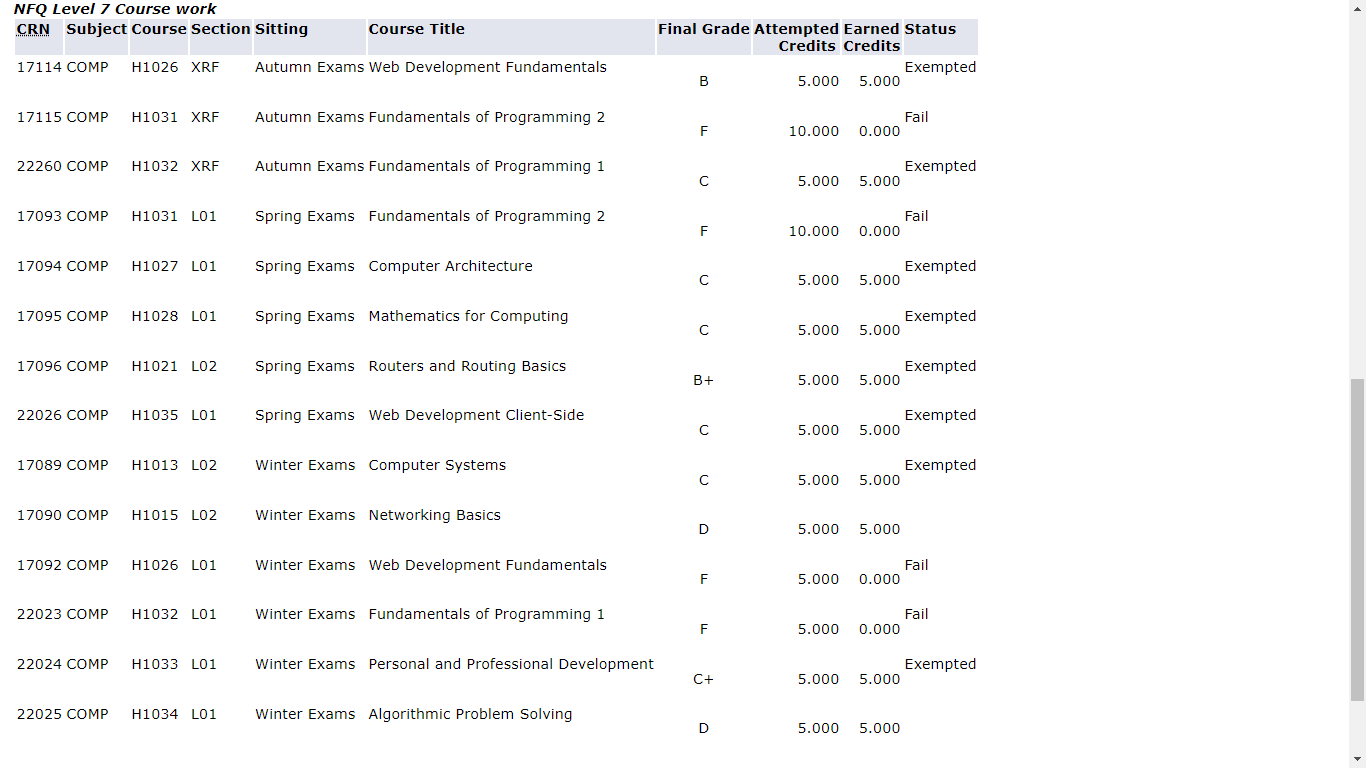 NFQ Level 7 Course work
CRN Subject Course Section Sitting Course Title Final Grade Attempted Credits Earned Credits Status
17114 COMP H1026 XRF Autumn Exams Web Development Fundamentals B 5.000 5.000 Exempted
17115 COMP H1031 XRF Autumn Exams Fundamentals of Programming 2 F 10.000 0.000 Fail
22260 COMP H1032 XRF Autumn Exams Fundamentals of Programming 1 C 5.000 5.000 Exempted
17093 COMP H1031 L01 Spring Exams Fundamentals of Programming 2 F 10.000 0.000 Fail
17094 COMP H1027 L01 Spring Exams Computer Architecture C 5.000 5.000 Exempted
17095 COMP H1028 L01 Spring Exams Mathematics for Computing C 5.000 5.000 Exempted
17096 COMP H1021 L02 Spring Exams Routers and Routing Basics B+ 5.000 5.000 Exempted
22026 COMP H1035 L01 Spring Exams Web Development Client-Side C 5.000 5.000 Exempted
17089 COMP H1013 L02 Winter Exams Computer Systems C 5.000 5.000 Exempted
17090 COMP H1015 L02 Winter Exams Networking Basics D 5.000 5.000
17092 COMP H1026 L01 Winter Exams Web Development Fundamentals F 5.000 0.000 Fail
22023 COMP H1032 L01 Winter Exams Fundamentals of Programming 1 F 5.000 0.000 Fail
22024 COMP H1033 L01 Winter Exams Personal and Professional Development C+ 5.000 5.000 Exempted
22025 COMP H1034 L01 Winter Exams Algorithmic Problem Solving D 5.000 5.000